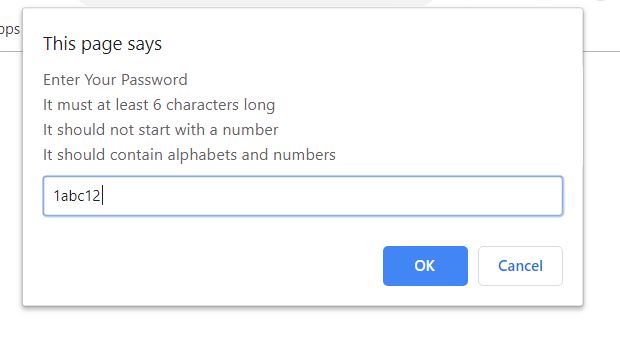 pps
This page says
Enter Your Password
It must at least 6 characters long
It should not start with a number
It should contain alphabets and numbers
1abc12
OK Cancel